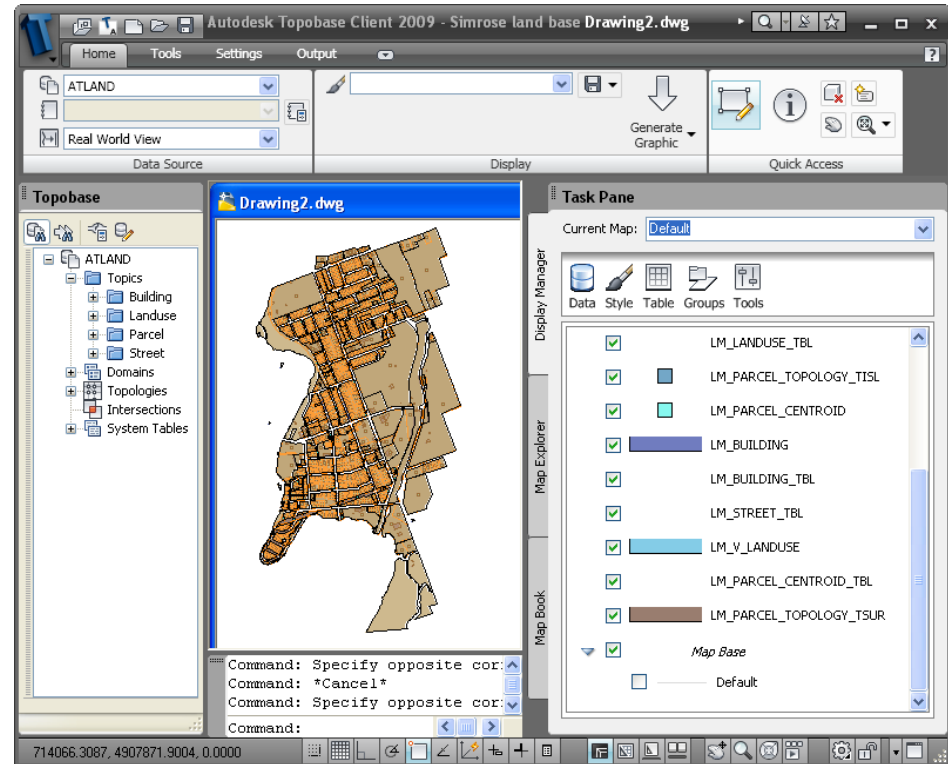 Autodesk Topobase Client 2009 - Simrose land base Drawing2.dwg
Home Tools Settings Output
ATLAND
Real World View
Generate
Graphic
Data Source Display Quick Access
Topobase
ATLAND
Topics
Building
Landuse
Parcel
Street
Domains
Topologies
Intersections
System Tables
Drawing2.dwg
Command: Specify opposite cor:
Command: *Cancel*
Command: Specify opposite cor:
Command:
Display Manager
Map Explorer
Map Book
Task Pane
Current Map: Default
Data Style Table Groups Tools
LM_LANDUSE_TBL
LM_PARCEL_TOPOLOGY_TISL
LM_PARCEL_CENTROID
LM_BUILDING
LM_BUILDING_TBL
LM_STREET_TBL
LM_V_LANDUSE
LM_PARCEL_CENTROID_TBL
LM_PARCEL_TOPOLOGY_TSUR
Map Base
Default
714066.3087, 4907871.9004, 0.0000